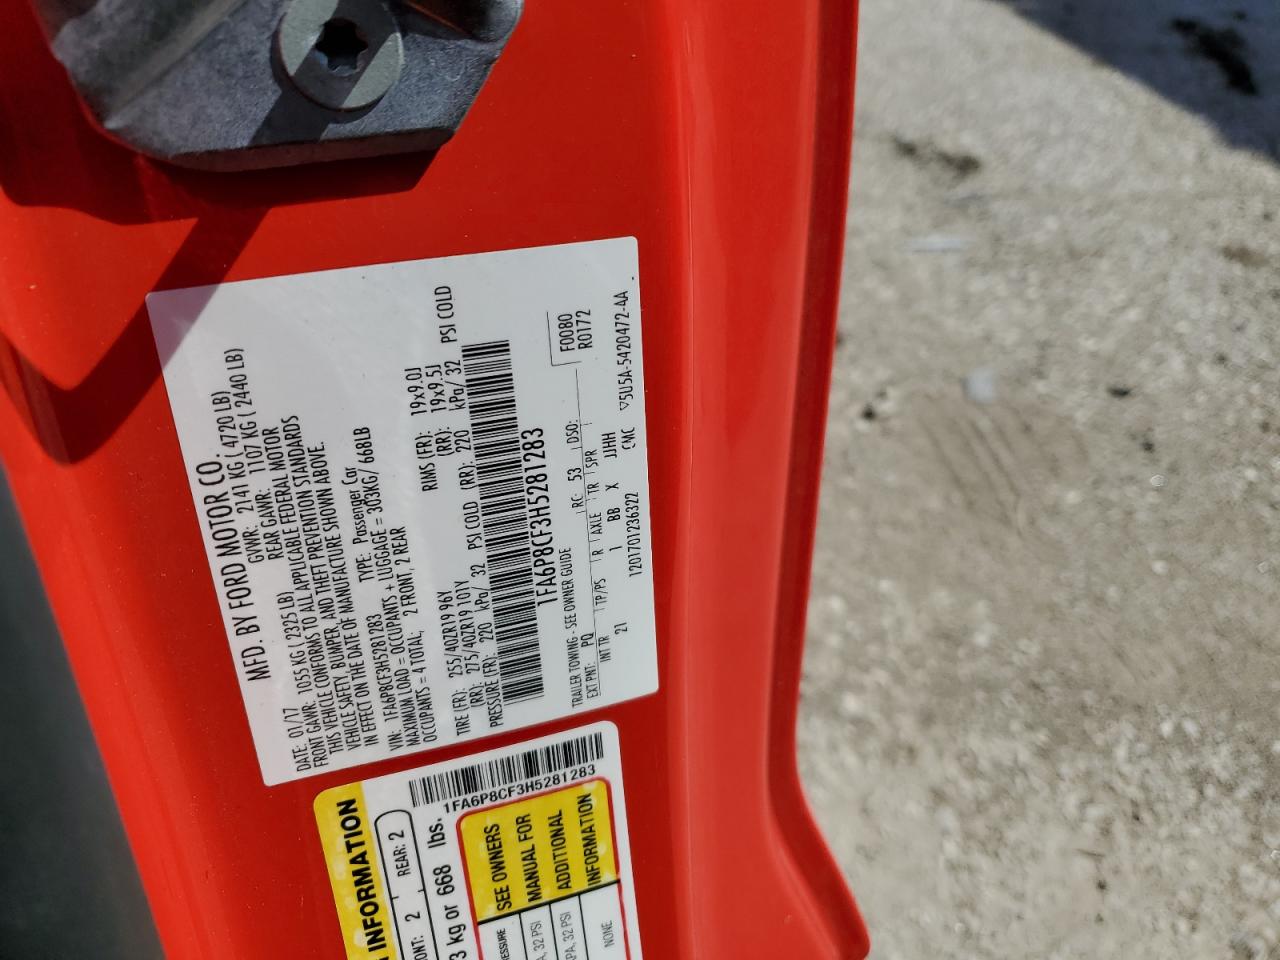 MFD. BY FORD MOTOR CO.
DATE: 01/17 GVWR: 2141 KG ( 4720 LB)
FRONT GAWR: 1055 KG ( 2325 LB) REAR GAWR: 1107 KG ( 2440 LB)
THIS VEHICLE CONFORMS TO ALL APPLICABLE FEDERAL MOTOR
VEHICLE SAFETY, BUMPER, AND THEFT PREVENTION STANDARDS
IN EFFECT ON THE DATE OF MANUFACTURE SHOWN ABOVE.
VIN: 1FA6P8CF3H5281283 TYPE: Passenger Car
MAXIMUM LOAD = OCCUPANTS + LUGGAGE = 303KG/ 668LB
OCCUPANTS = 4 TOTAL; 2 FRONT, 2 REAR
TIRE (FR): 255/40ZR19 96Y RIMS (FR): 19x9.0J
(RR): 275/40ZR19 101Y (RR): 19x9.5J
PRESSURE (FR): 220 kPa/ 32 PSI COLD (RR): 220 kPa/ 32 PSI COLD
1FA6P8CF3H5281283
TRAILER TOWING - SEE OWNER GUIDE
F0080
R0172
EXT PNT: PQ RC: 53 DSO:
INT TR TP/PS R AXLE TR SPR
21 I BB X JJHH
1201701236322 CMC ▽5U5A-5420472-4A
INFORMATION
1FA6P8CF3H5281283
2 REAR: 2
kg or 668 lbs.
SEE OWNERS
MANUAL FOR
ADDITIONAL
INFORMATION
32 PSI
32 PSI
NONE